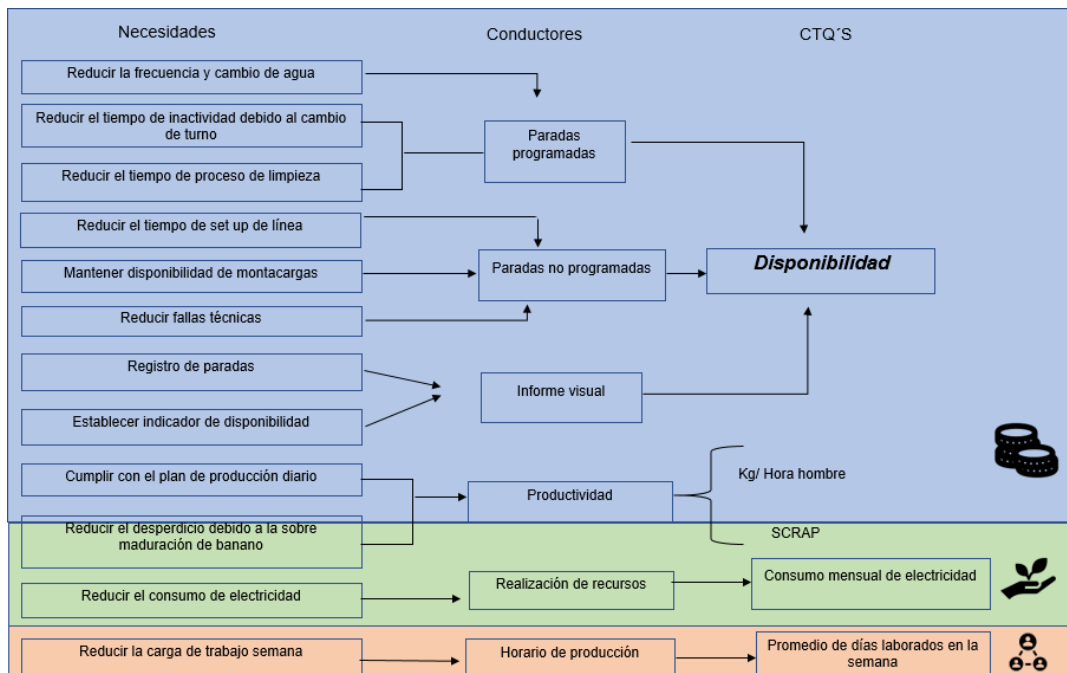 Necesidades
Conductores
CTQ´S
Reducir la frecuencia y cambio de agua
Reducir el tiempo de inactividad debido al cambio
de turno
Reducir el tiempo de proceso de limpieza
Paradas
programadas
Reducir el tiempo de set up de línea
Mantener disponibilidad de montacargas
Reducir fallas técnicas
Paradas no programadas
Disponibilidad
Registro de paradas
Establecer indicador de disponibilidad
Informe visual
Cumplir con el plan de producción diario
Reducir el desperdicio debido a la sobre
maduración de banano
Productividad
Kg/ Hora hombre
SCRAP
Reducir el consumo de electricidad
Realización de recursos
Consumo mensual de electricidad
Reducir la carga de trabajo semana
Horario de producción
Promedio de días laborados en la
semana